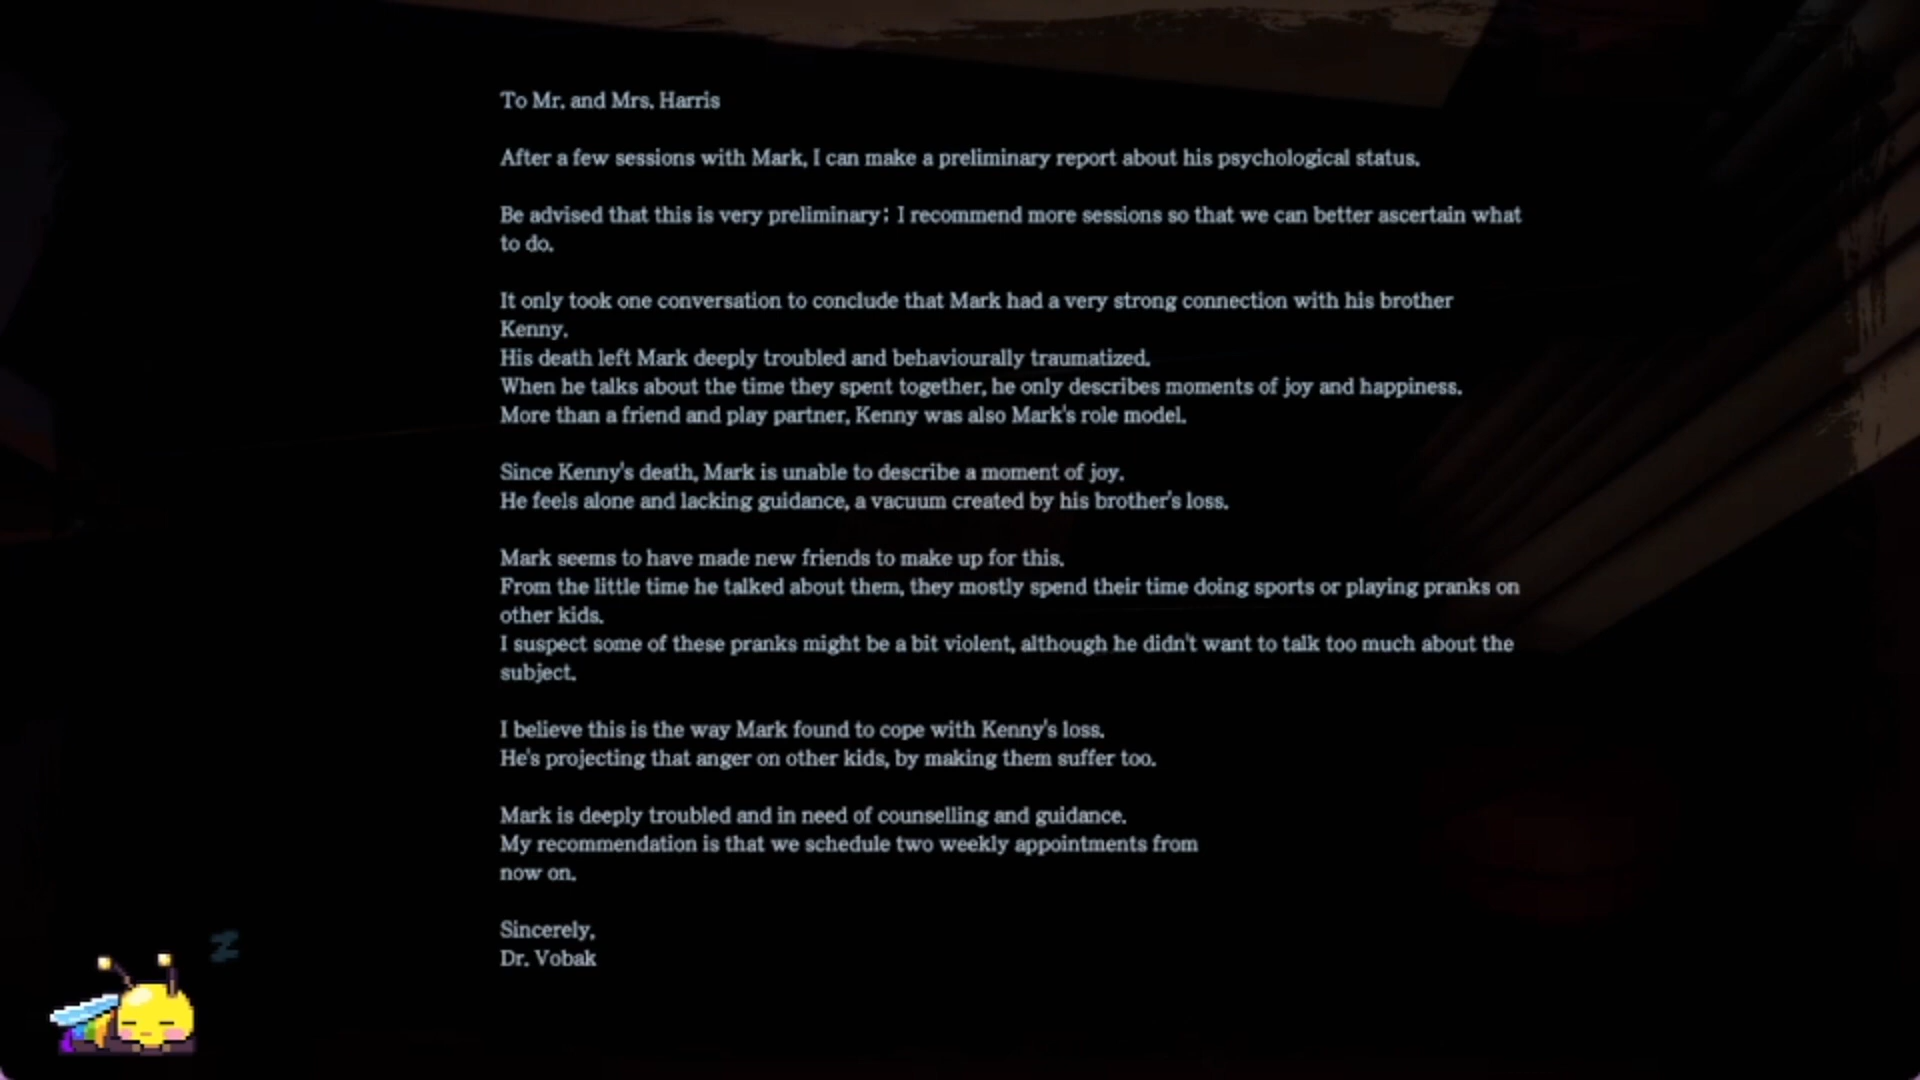 To Mr. and Mrs. Harris
After a few sessions with Mark, I can make a preliminary report about his psychological status.
Be advised that this is very preliminary; I recommend more sessions so that we can better ascertain what
to do.
It only took one conversation to conclude that Mark had a very strong connection with his brother
Kenny.
His death left Mark deeply troubled and behaviourally traumatized.
When he talks about the time they spent together, he only describes moments of joy and happiness.
More than a friend and play partner, Kenny was also Mark's role model.
Since Kenny's death, Mark is unable to describe a moment of joy.
He feels alone and lacking guidance, a vacuum created by his brother's loss.
Mark seems to have made new friends to make up for this.
From the little time he talked about them, they mostly spend their time doing sports or playing pranks on
other kids.
I suspect some of these pranks might be a bit violent, although he didn't want to talk too much about the
subject.
I believe this is the way Mark found to cope with Kenny's loss.
He's projecting that anger on other kids, by making them suffer too.
Mark is deeply troubled and in need of counselling and guidance.
My recommendation is that we schedule two weekly appointments from
now on.
Sincerely,
Dr. Vobak
Z